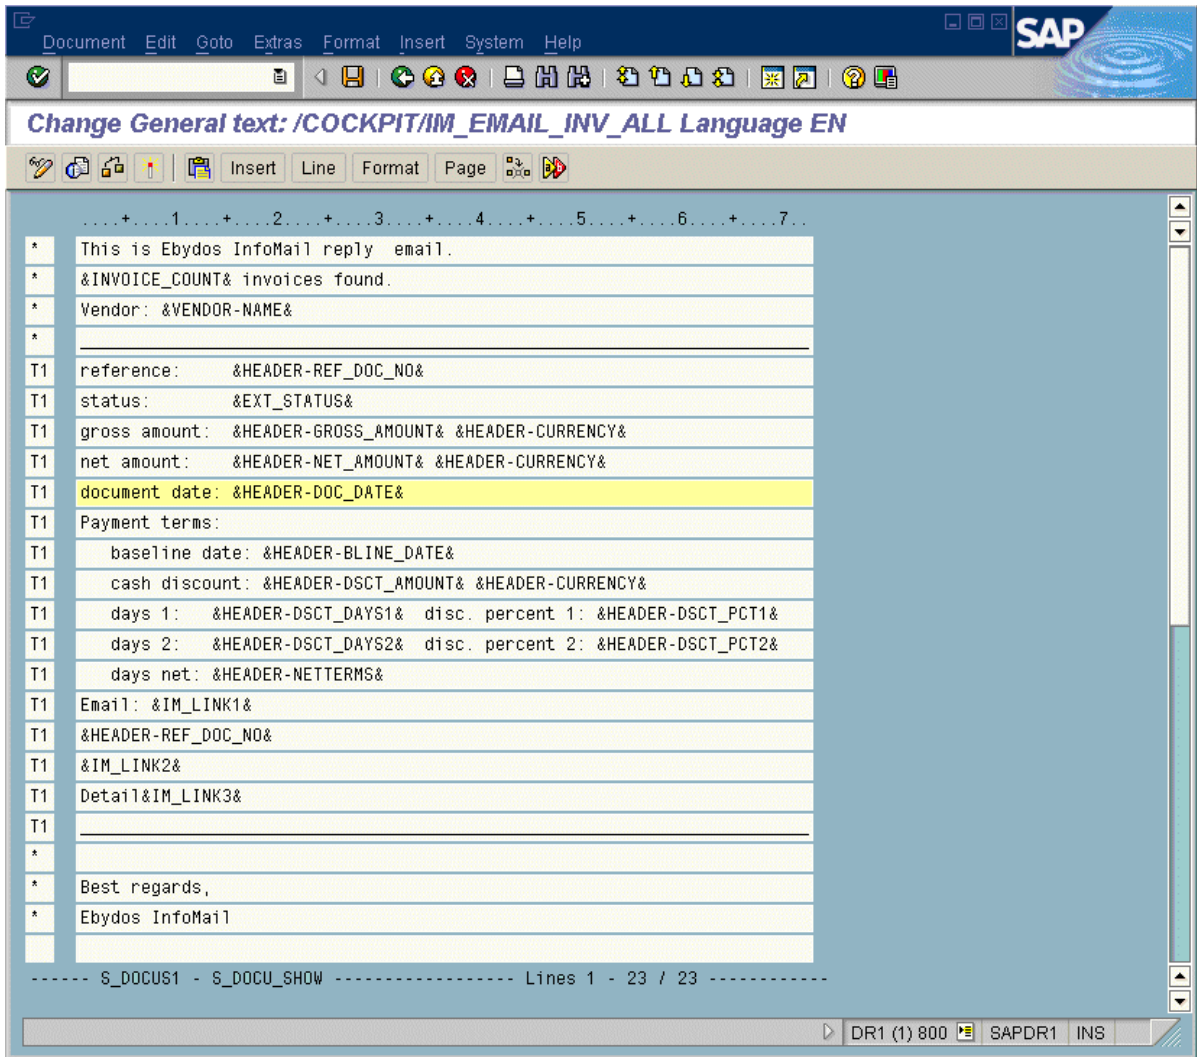 SAP
Document Edit Goto Extras Format Insert System Help
Change General text: /COCKPIT/IM_EMAIL_INV_ALL Language EN
Insert Line Format Page
....+....1....+....2....+....3....+....4....+....5....+....6....+....7..
* This is Ebydos InfoMail reply  email.
* &INVOICE_COUNT& invoices found.
* Vendor: &VENDOR-NAME&
* ________________________________________________________________________
T1 reference:     &HEADER-REF_DOC_NO&
T1 status:        &EXT_STATUS&
T1 gross amount:  &HEADER-GROSS_AMOUNT& &HEADER-CURRENCY&
T1 net amount:    &HEADER-NET_AMOUNT& &HEADER-CURRENCY&
T1 document date: &HEADER-DOC_DATE&
T1 Payment terms:
T1    baseline date: &HEADER-BLINE_DATE&
T1    cash discount: &HEADER-DSCT_AMOUNT& &HEADER-CURRENCY&
T1    days 1:   &HEADER-DSCT_DAYS1&  disc. percent 1: &HEADER-DSCT_PCT1&
T1    days 2:   &HEADER-DSCT_DAYS2&  disc. percent 2: &HEADER-DSCT_PCT2&
T1    days net: &HEADER-NETTERMS&
T1 Email: &IM_LINK1&
T1 &HEADER-REF_DOC_NO&
T1 &IM_LINK2&
T1 Detail&IM_LINK3&
T1 ________________________________________________________________________
*
* Best regards,
* Ebydos InfoMail
------ S_DOCUS1 - S_DOCU_SHOW ------------------ Lines 1 - 23 / 23 ------------
DR1 (1) 800 SAPDR1 INS